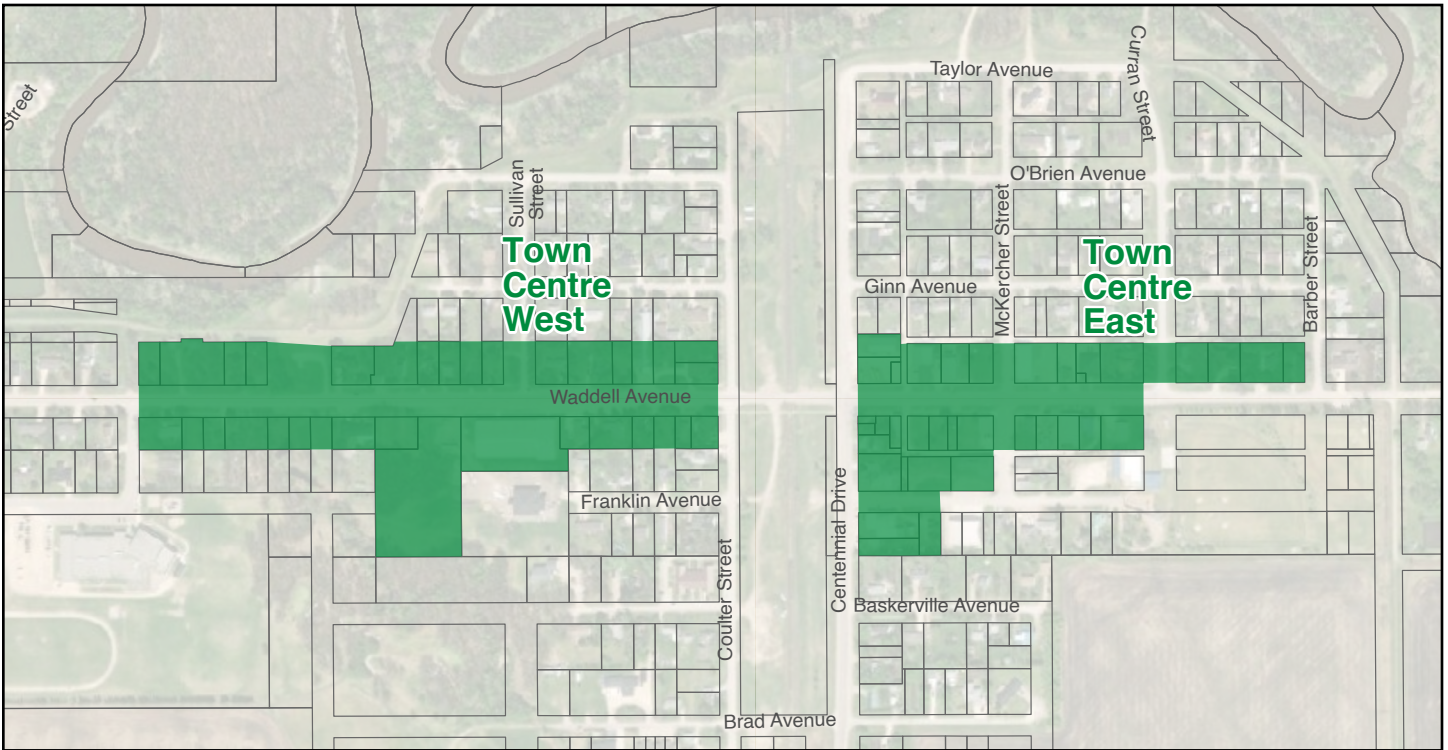 Street
Taylor Avenue
Curran Street
O'Brien Avenue
Sullivan
Street
McKercher Street
Barber Street
Town
Centre
West
Town
Centre
East
Ginn Avenue
Waddell Avenue
Franklin Avenue
Coulter Street
Centennial Drive
Baskerville Avenue
Brad Avenue